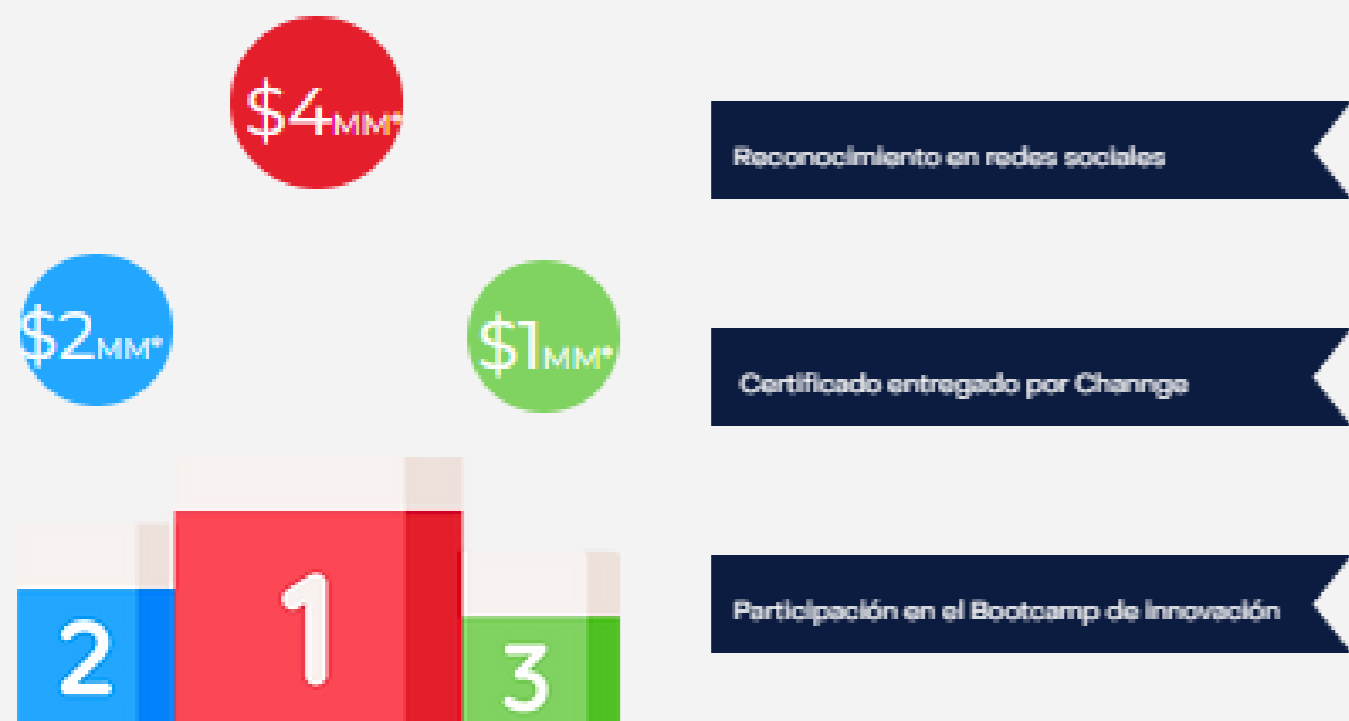 $4MM*
$2MM*
$1MM*
2
1
3
Reconocimiento en redes sociales
Certificado entregado por Channge
Participación en el Bootcamp de innovación